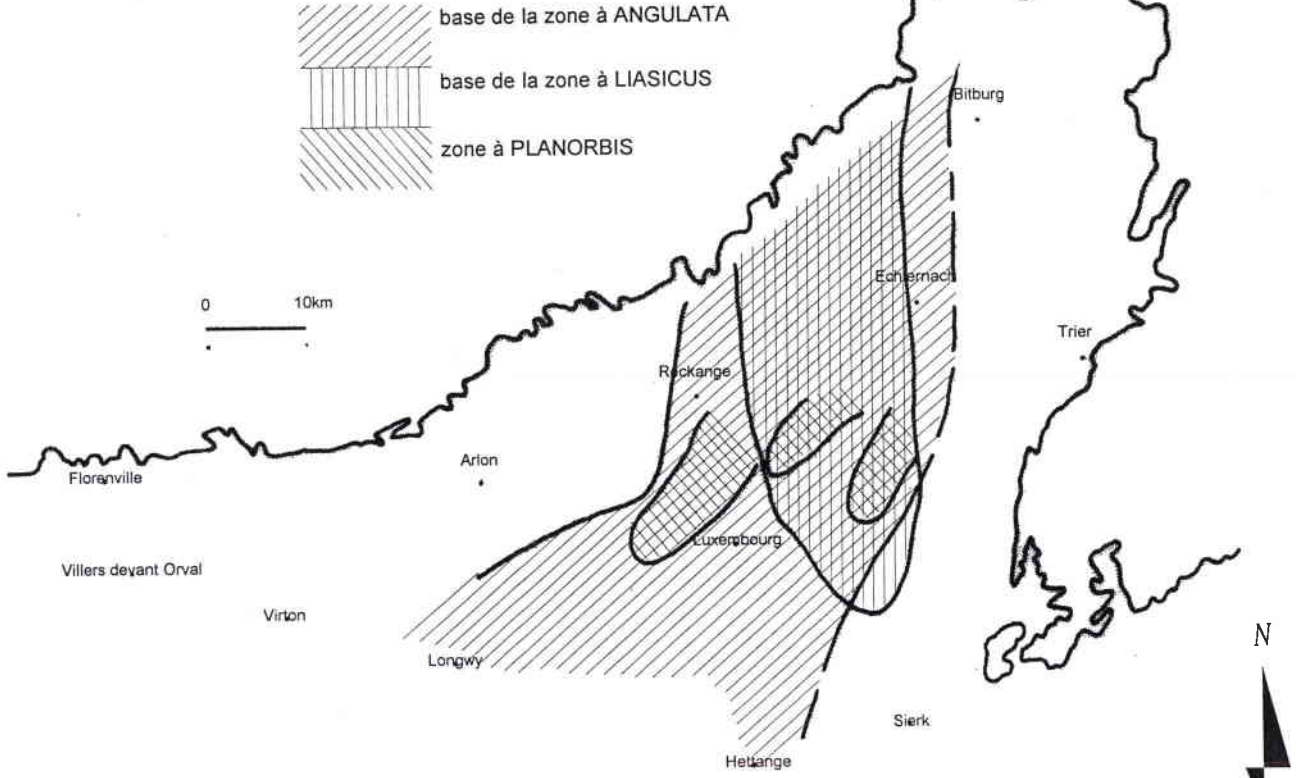 base de la zone à ANGULATA
base de la zone à LIASICUS
zone à PLANORBIS
Bitburg
0 10km
Echternach
Trier
Reckange
Florenville
Arlon
Luxembourg
Villers devant Orval
Virton
N
Longwy
Sierk
Hettange